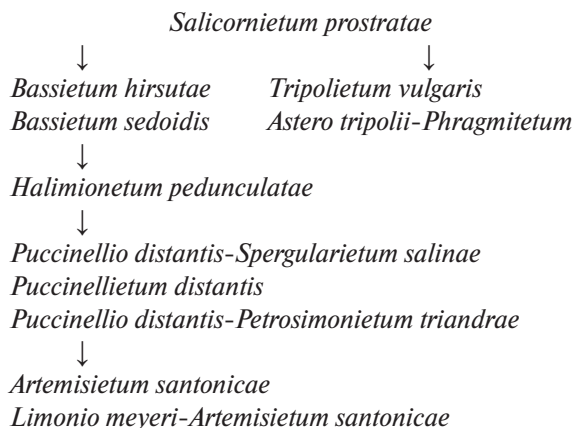 Salicornietum prostratae
↓ ↓
Bassietum hirsutae Tripolietum vulgaris
Bassietum sedoidis Astero tripolii-Phragmitetum
↓
Halimionetum pedunculatae
↓
Puccinellio distantis-Spergularietum salinae
Puccinellietum distantis
Puccinellio distantis-Petrosimonietum triandrae
↓
Artemisietum santonicae
Limonio meyeri-Artemisietum santonicae